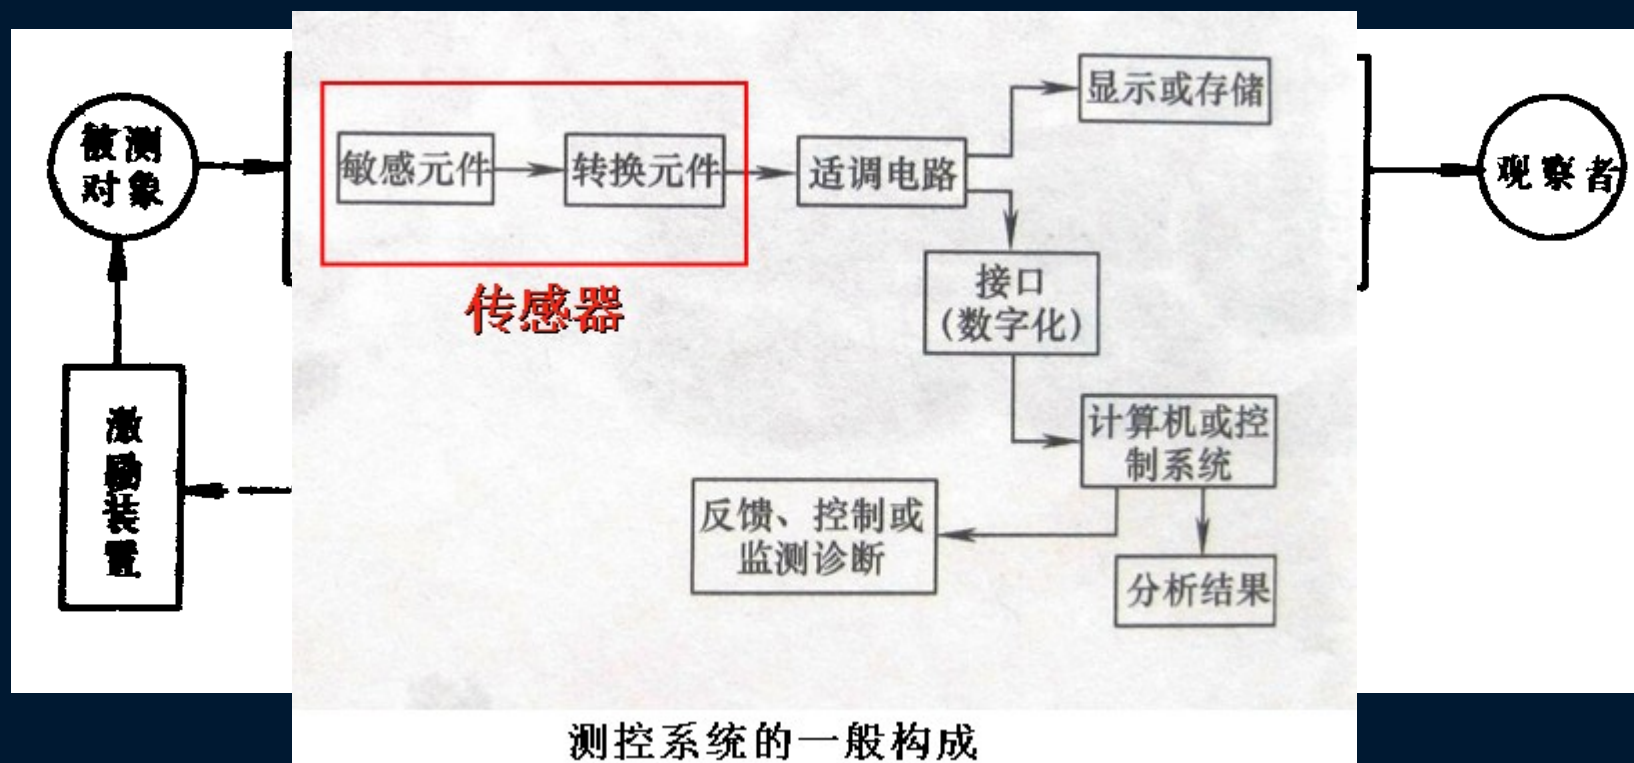 被测
对象
激
励
装
置
敏感元件
转换元件
传感器
适调电路
显示或存储
接口
(数字化)
计算机或控
制系统
反馈、控制或
监测诊断
分析结果
观察者
测控系统的一般构成